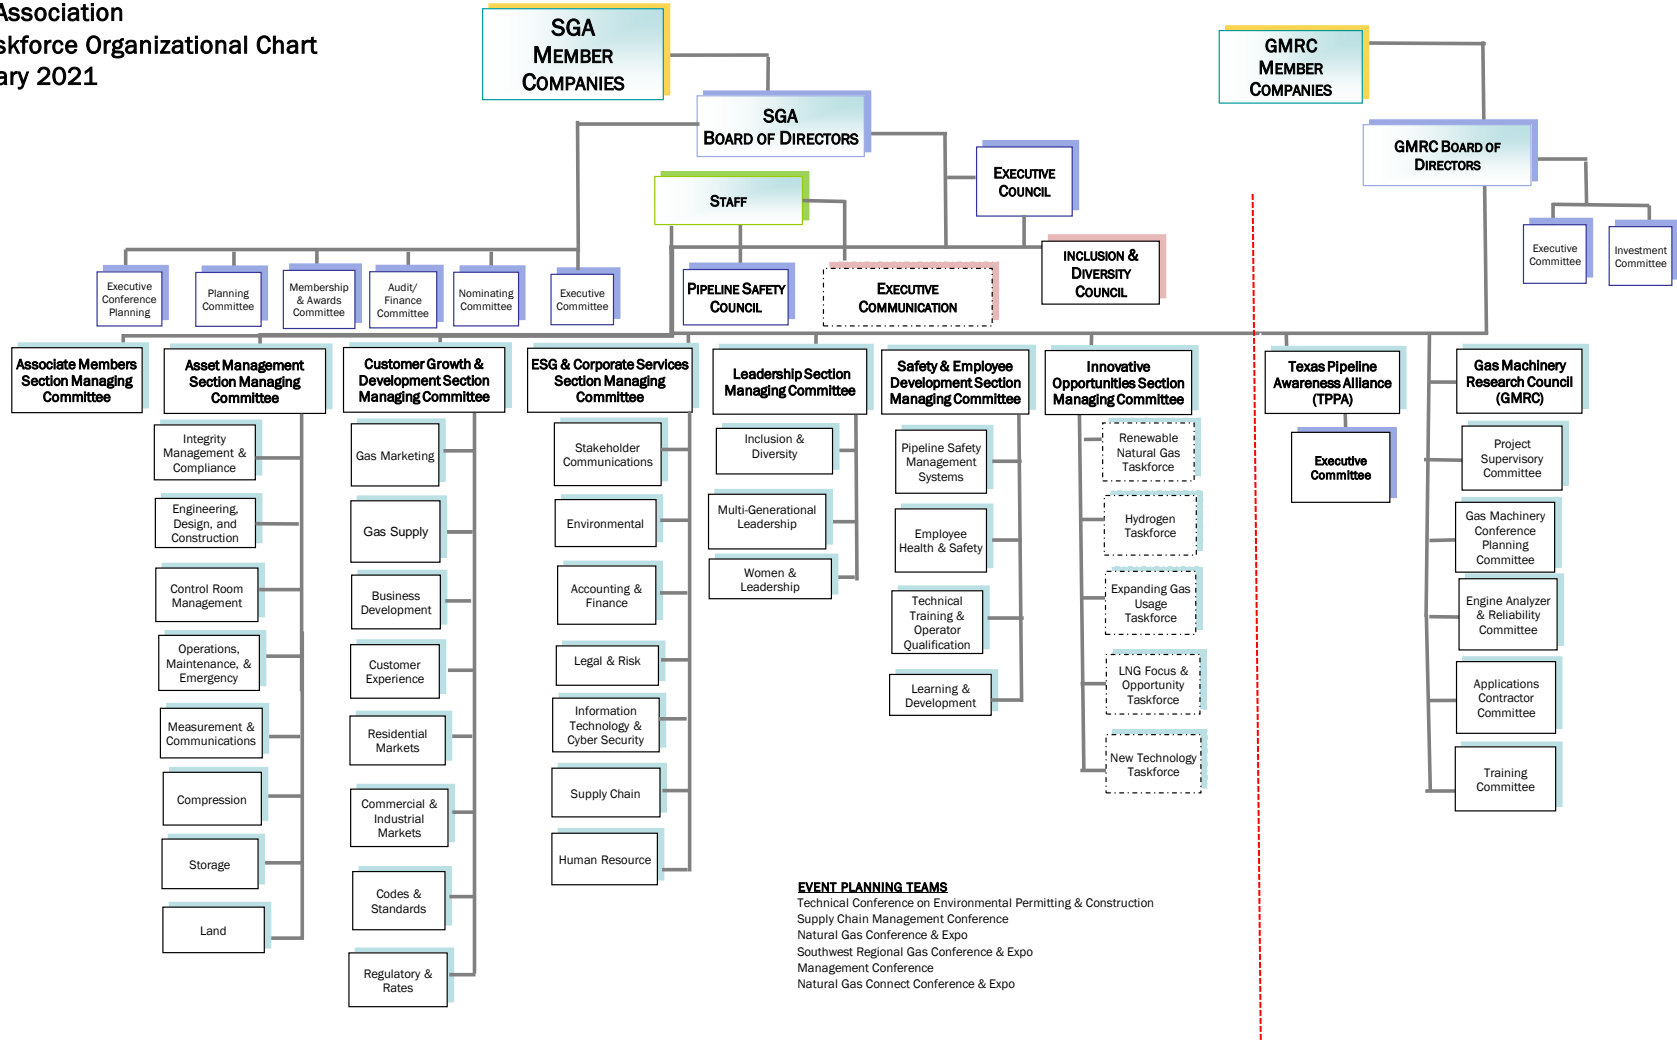 Association
skforce Organizational Chart
ary 2021
SGA
MEMBER
COMPANIES
GMRC
MEMBER
COMPANIES
SGA
BOARD OF DIRECTORS
GMRC BOARD OF
DIRECTORS
EXECUTIVE
COUNCIL
STAFF
Executive
Committee
Investment
Committee
INCLUSION &
DIVERSITY
COUNCIL
Executive
Conference
Planning
Planning
Committee
Membership
& Awards
Committee
Audit/
Finance
Committee
Nominating
Committee
Executive
Committee
PIPELINE SAFETY
COUNCIL
EXECUTIVE
COMMUNICATION
Associate Members
Section Managing
Committee
Asset Management
Section Managing
Committee
Customer Growth &
Development Section
Managing Committee
ESG & Corporate Services
Section Managing
Committee
Leadership Section
Managing Committee
Safety & Employee
Development Section
Managing Committee
Innovative
Opportunities Section
Managing Committee
Texas Pipeline
Awareness Alliance
(TPPA)
Gas Machinery
Research Council
(GMRC)
Integrity
Management &
Compliance
Engineering,
Design, and
Construction
Control Room
Management
Operations,
Maintenance, &
Emergency
Measurement &
Communications
Compression
Storage
Land
Gas Marketing
Gas Supply
Business
Development
Customer
Experience
Residential
Markets
Commercial &
Industrial
Markets
Codes &
Standards
Regulatory &
Rates
Stakeholder
Communications
Environmental
Accounting &
Finance
Legal & Risk
Information
Technology &
Cyber Security
Supply Chain
Human Resource
Inclusion &
Diversity
Multi-Generational
Leadership
Women &
Leadership
Pipeline Safety
Management
Systems
Employee
Health & Safety
Technical
Training &
Operator
Qualification
Learning &
Development
Renewable
Natural Gas
Taskforce
Hydrogen
Taskforce
Expanding Gas
Usage
Taskforce
LNG Focus &
Opportunity
Taskforce
New Technology
Taskforce
Executive
Committee
Project
Supervisory
Committee
Gas Machinery
Conference
Planning
Committee
Engine Analyzer
& Reliability
Committee
Applications
Contractor
Committee
Training
Committee
EVENT PLANNING TEAMS
Technical Conference on Environmental Permitting & Construction
Supply Chain Management Conference
Natural Gas Conference & Expo
Southwest Regional Gas Conference & Expo
Management Conference
Natural Gas Connect Conference & Expo